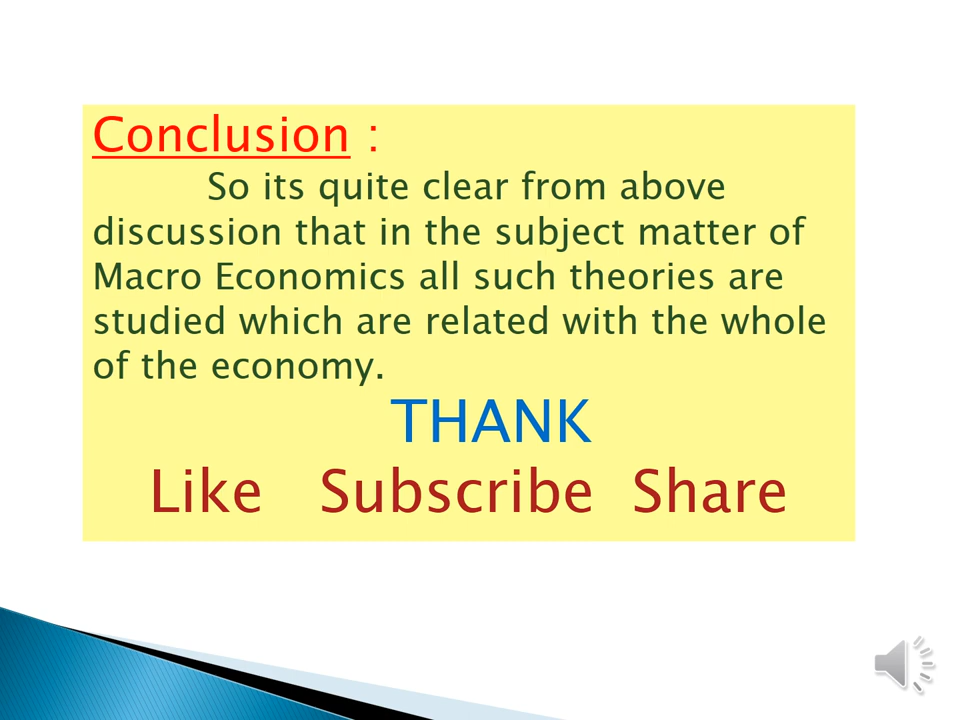 Conclusion :
So its quite clear from above
discussion that in the subject matter of
Macro Economics all such theories are
studied which are related with the whole
of the economy.
THANK
Like Subscribe Share